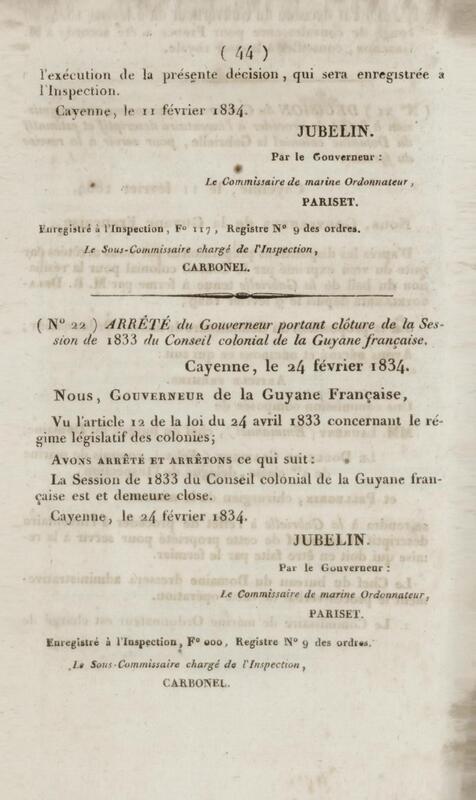 ( 44 )
l'exécution de la présente décision, qui sera enregistrée a
l'Inspection.
Cayenne, le 11 février 1834.
JUBELIN.
Par le Gouverneur :
Le Commissaire de marine Ordonnateur,
PARISET.
Enregistré à l'Inspection, Fº 117, Registre Nº 9 des ordres.
Le Sous-Commissaire chargé de l'Inspection,
CARBONEL.
( Nº 22 ) ARRÊTÉ du Gouverneur portant clôture de la Ses-
sion de 1833 du Conseil colonial de la Guyane française.
Cayenne, le 24 février 1834.
Nous, GOUVERNEUR de la Guyane Française,
Vu l'article 12 de la loi du 24 avril 1833 concernant le ré-
gime législatif des colonies;
AVONS ARRÊTÉ ET ARRÊTONS ce qui suit :
La Session de 1833 du Conseil colonial de la Guyane fran-
çaise est et demeure close.
Cayenne, le 24 février 1834.
JUBELIN.
Par le Gouverneur :
Le Commissaire de marine Ordonnateur,
PARISET.
Enregistré à l'Inspection, Fº 000, Registre Nº 9 des ordres.
Le Sous-Commissaire chargé de l'Inspection,
CARBONEL.